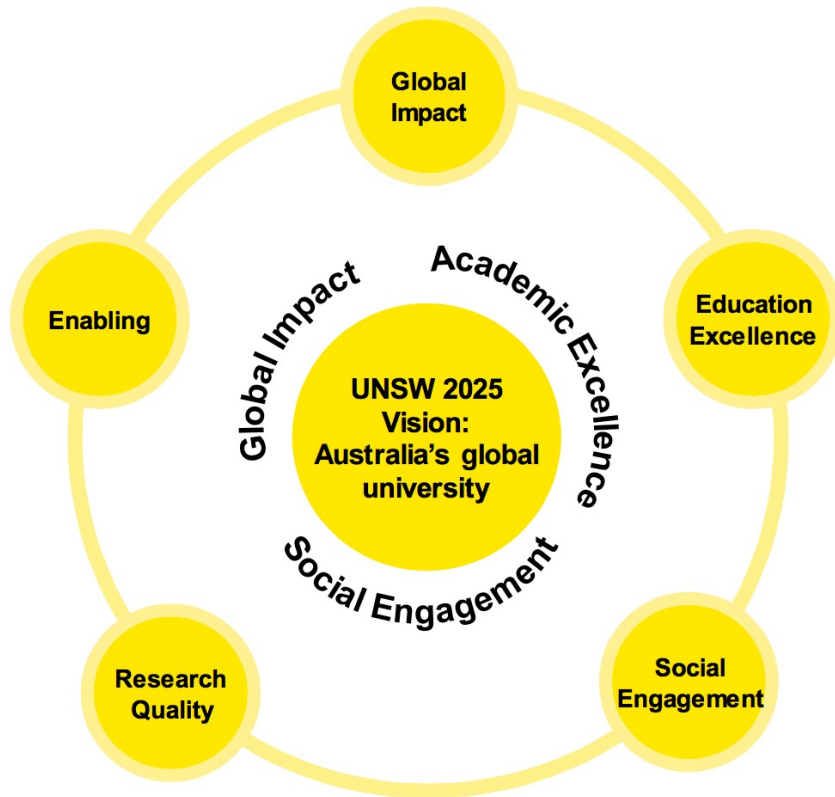 Global
Impact
Enabling
Education
Excellence
Global Impact
Academic Excellence
UNSW 2025
Vision:
Australia’s global
university
Social Engagement
Research
Quality
Social
Engagement